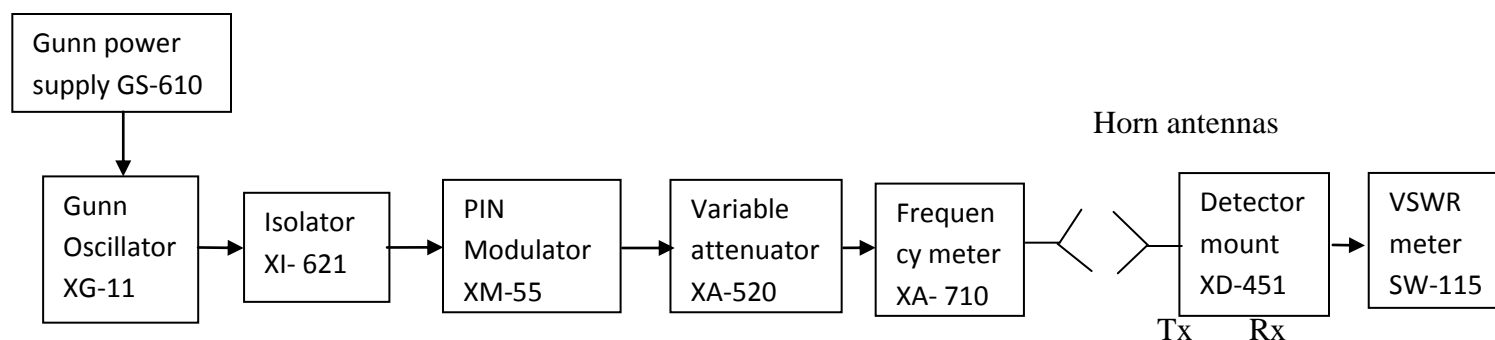 Gunn power
supply GS-610
Horn antennas
Gunn
Oscillator
XG-11
Isolator
XI- 621
PIN
Modulator
XM-55
Variable
attenuator
XA-520
Frequen
cy meter
XA- 710
Detector
mount
XD-451
VSWR
meter
SW-115
Tx Rx